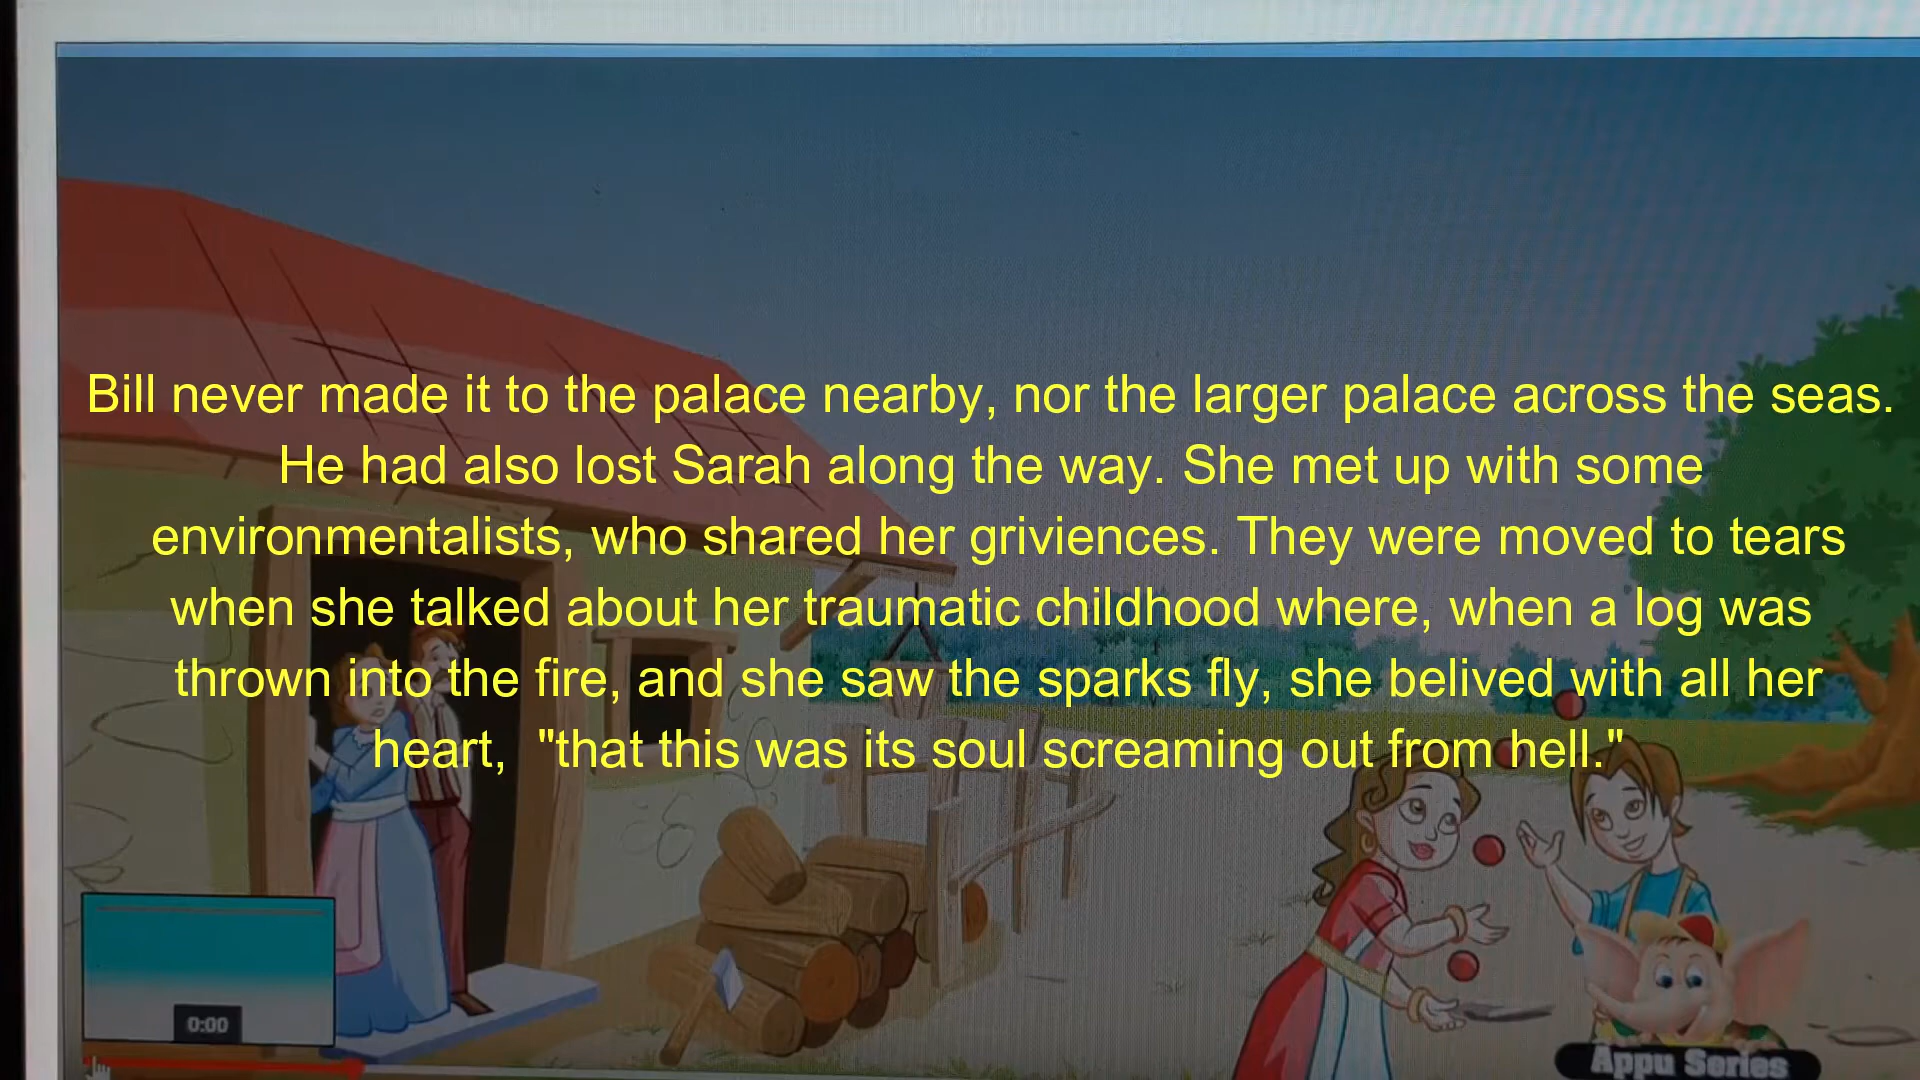 Bill never made it to the palace nearby, nor the larger palace across the seas.
He had also lost Sarah along the way. She met up with some
environmentalists, who shared her griviences. They were moved to tears
when she talked about her traumatic childhood where, when a log was
thrown into the fire, and she saw the sparks fly, she belived with all her
heart, "that this was its soul screaming out from hell."
0:00
Appu Series